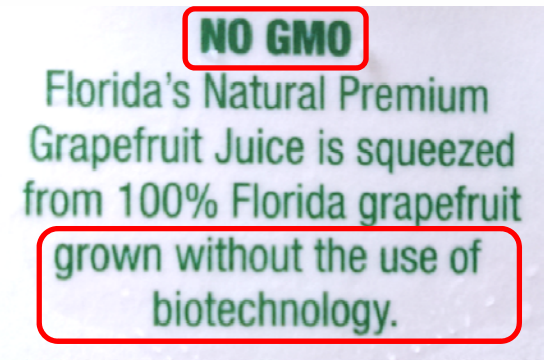 NO GMO
Florida's Natural Premium
Grapefruit Juice is squeezed
from 100% Florida grapefruit
grown without the use of
biotechnology.